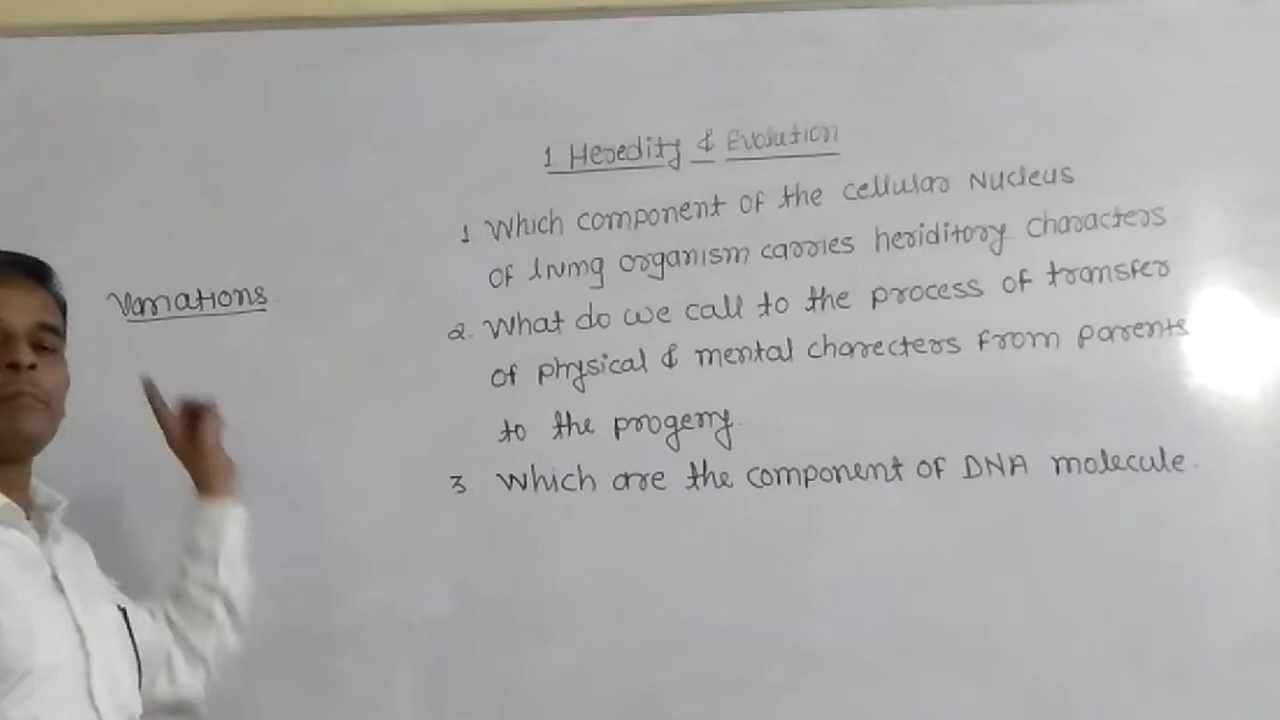 Variations
1 Heredity & Evolution
1 Which component of the cellular Nucleus
of living organism carries heriditory characters
2. What do we call to the process of transfer
of physical & mental charecters from parents
to the progeny.
3 Which are the component of DNA molecule.